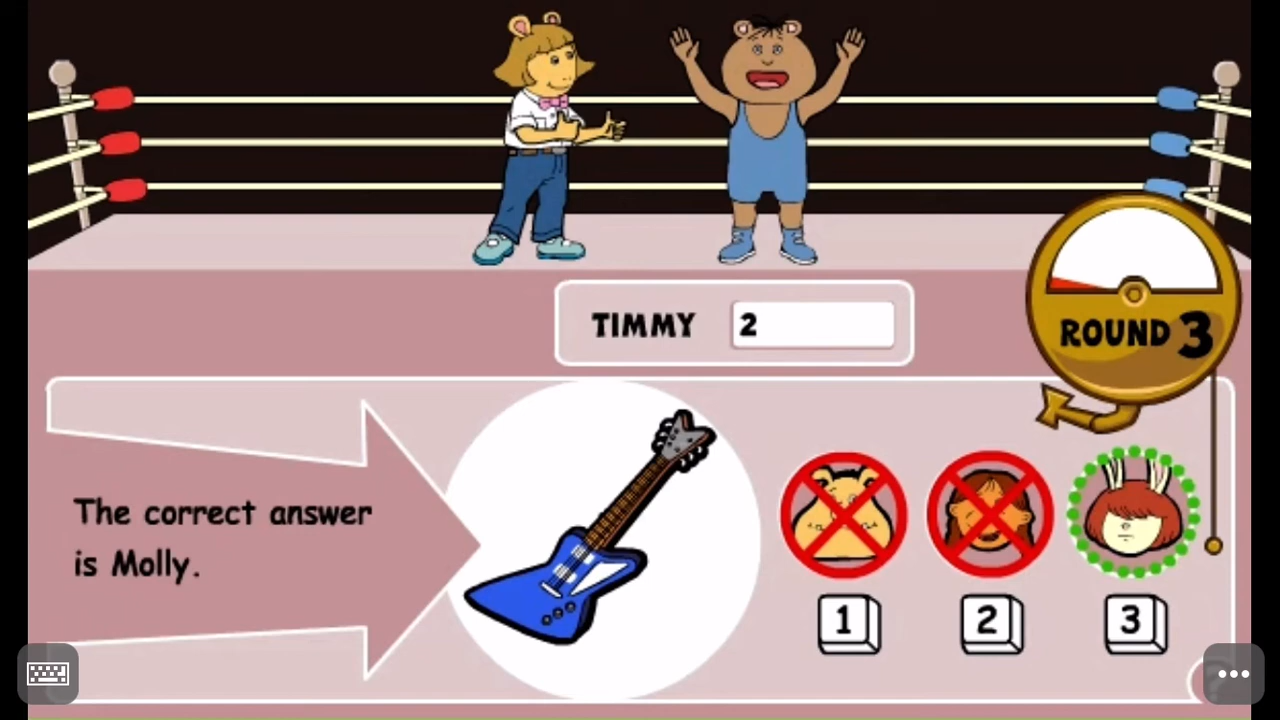 TIMMY 2
ROUND 3
The correct answer
is Molly.
1 2 3